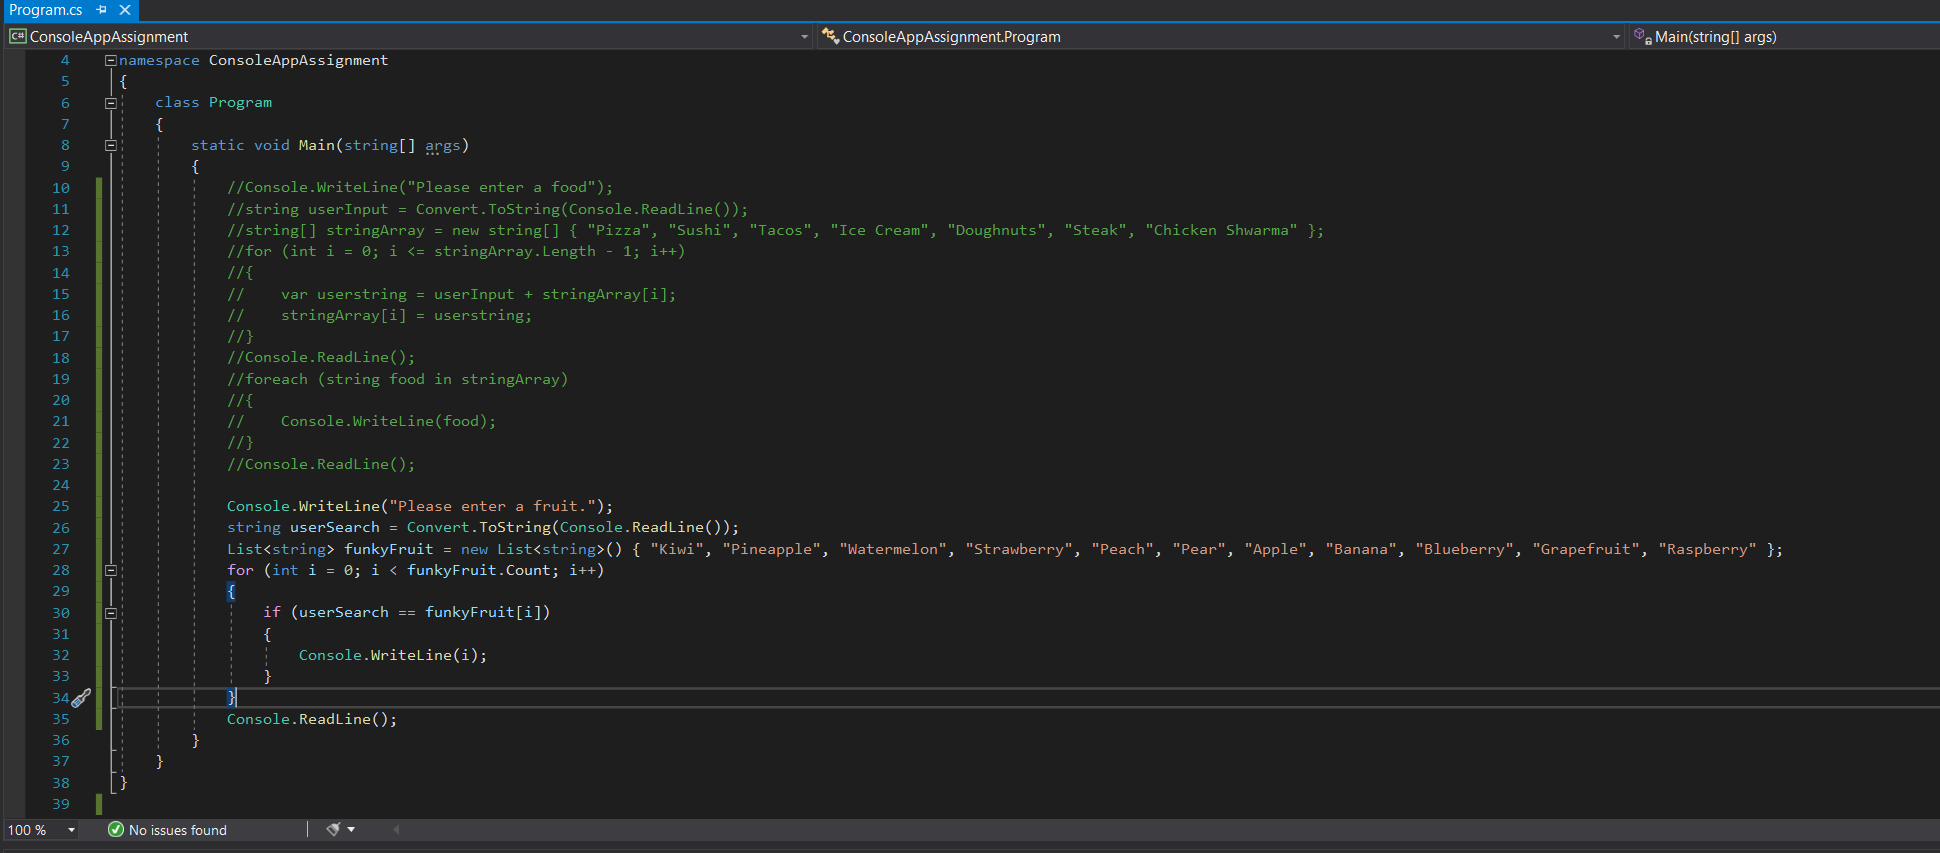 Program.cs
C# ConsoleAppAssignment ConsoleAppAssignment.Program Main(string[] args)
4 namespace ConsoleAppAssignment
5 {
6     class Program
7     {
8         static void Main(string[] args)
9         {
10             //Console.WriteLine("Please enter a food");
11             //string userInput = Convert.ToString(Console.ReadLine());
12             //string[] stringArray = new string[] { "Pizza", "Sushi", "Tacos", "Ice Cream", "Doughnuts", "Steak", "Chicken Shwarma" };
13             //for (int i = 0; i <= stringArray.Length - 1; i++)
14             //{
15             //    var userstring = userInput + stringArray[i];
16             //    stringArray[i] = userstring;
17             //}
18             //Console.ReadLine();
19             //foreach (string food in stringArray)
20             //{
21             //    Console.WriteLine(food);
22             //}
23             //Console.ReadLine();
24
25             Console.WriteLine("Please enter a fruit.");
26             string userSearch = Convert.ToString(Console.ReadLine());
27             List<string> funkyFruit = new List<string>() { "Kiwi", "Pineapple", "Watermelon", "Strawberry", "Peach", "Pear", "Apple", "Banana", "Blueberry", "Grapefruit", "Raspberry" };
28             for (int i = 0; i < funkyFruit.Count; i++)
29             {
30                 if (userSearch == funkyFruit[i])
31                 {
32                     Console.WriteLine(i);
33                 }
34             }
35             Console.ReadLine();
36         }
37     }
38 }
39
100 % No issues found